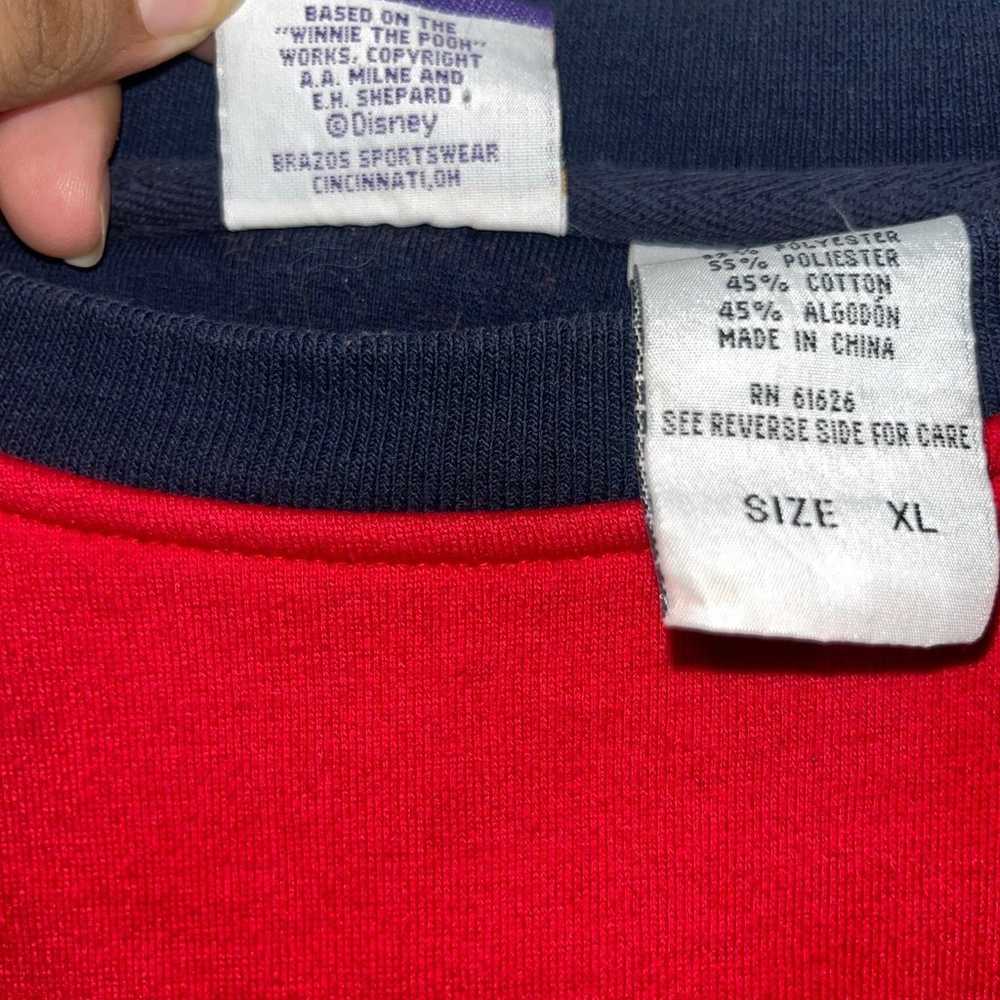 BASED ON THE
"WINNIE THE POOH"
WORKS, COPYRIGHT
A.A. MILNE AND
E.H. SHEPARD.
©Disney
BRAZOS SPORTSWEAR
CINCINNATI,OH
POLYESTER
55% POLIESTER
45% COTTON
45% ALGODÓN
MADE IN CHINA
RN 61626
SEE REVERSE SIDE FOR CARE
SIZE XL